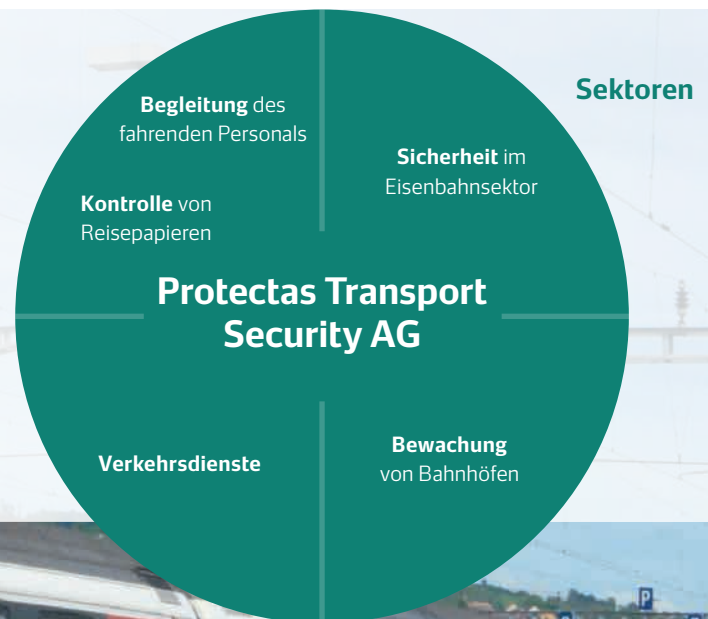 Sektoren
Begleitung des
fahrenden Personals
Kontrolle von
Reisepapieren
Sicherheit im
Eisenbahnsektor
Protectas Transport
Security AG
Verkehrsdienste
Bewachung
von Bahnhöfen
P